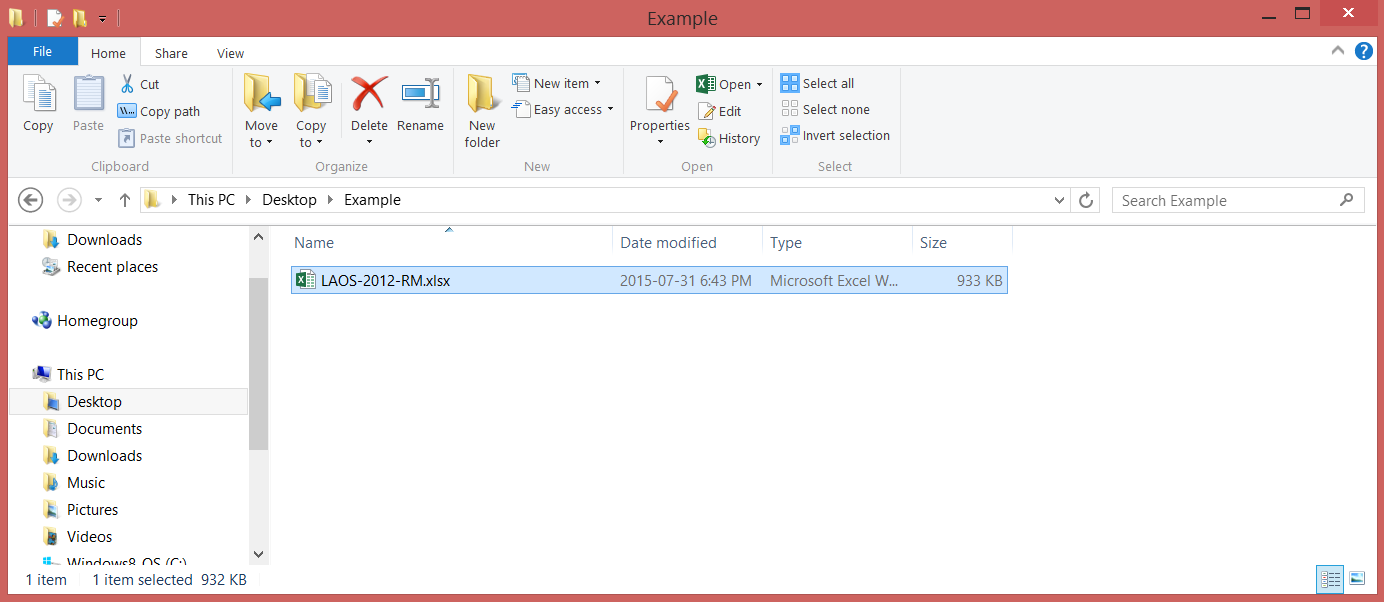 Example
File Home Share View
Copy
Paste
Cut
Copy path
Paste shortcut
Clipboard
Move to
Copy to
Delete
Rename
Organize
New folder
New item
Easy access
New
Properties
Open
Edit
History
Open
Select all
Select none
Invert selection
Select
This PC Desktop Example
Search Example
Downloads
Recent places
Homegroup
This PC
Desktop
Documents
Downloads
Music
Pictures
Videos
Windows8_OS (C:)
Name Date modified Type Size
LAOS-2012-RM.xlsx 2015-07-31 6:43 PM Microsoft Excel W... 933 KB
1 item 1 item selected 932 KB